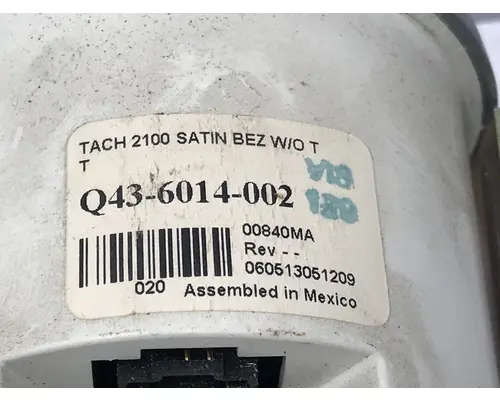 TACH 2100 SATIN BEZ W/O T
T
Q43-6014-002
00840MA
Rev - -
060513051209
020
Assembled in Mexico